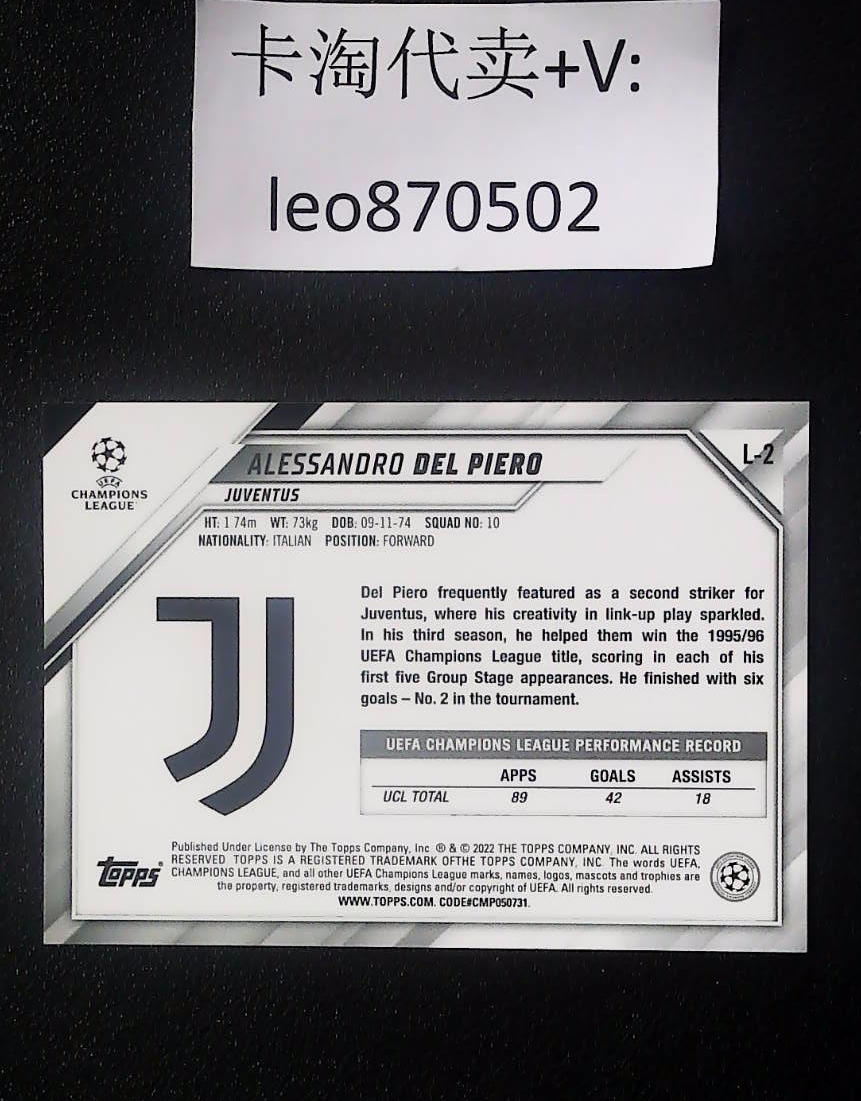 卡淘代卖+V:
leo870502
UEFA
CHAMPIONS
LEAGUE
ALESSANDRO DEL PIERO
L-2
JUVENTUS
HT: 1 74m WT: 73kg DOB: 09-11-74 SQUAD NO: 10
NATIONALITY: ITALIAN POSITION: FORWARD
Del Piero frequently featured as a second striker for
Juventus, where his creativity in link-up play sparkled.
In his third season, he helped them win the 1995/96
UEFA Champions League title, scoring in each of his
first five Group Stage appearances. He finished with six
goals – No. 2 in the tournament.
UEFA CHAMPIONS LEAGUE PERFORMANCE RECORD
APPS GOALS ASSISTS
UCL TOTAL 89 42 18
Published Under License by The Topps Company, Inc ® & © 2022 THE TOPPS COMPANY, INC. ALL RIGHTS
RESERVED TOPPS IS A REGISTERED TRADEMARK OFTHE TOPPS COMPANY, INC. The words UEFA,
CHAMPIONS LEAGUE, and all other UEFA Champions League marks, names, logos, mascots and trophies are
the property, registered trademarks, designs and/or copyright of UEFA. All rights reserved.
WWW.TOPPS.COM. CODE#CMP050731.
topps®